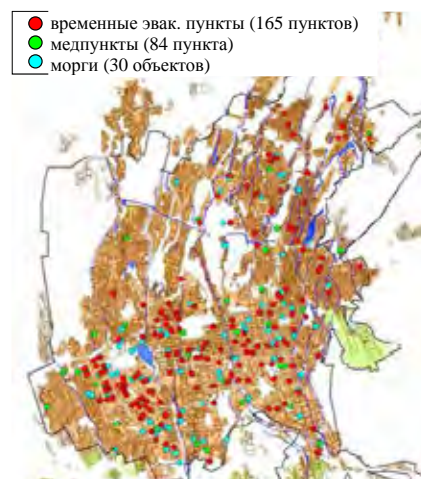 временные эвак. пункты (165 пунктов)
медпункты (84 пункта)
морги (30 объектов)